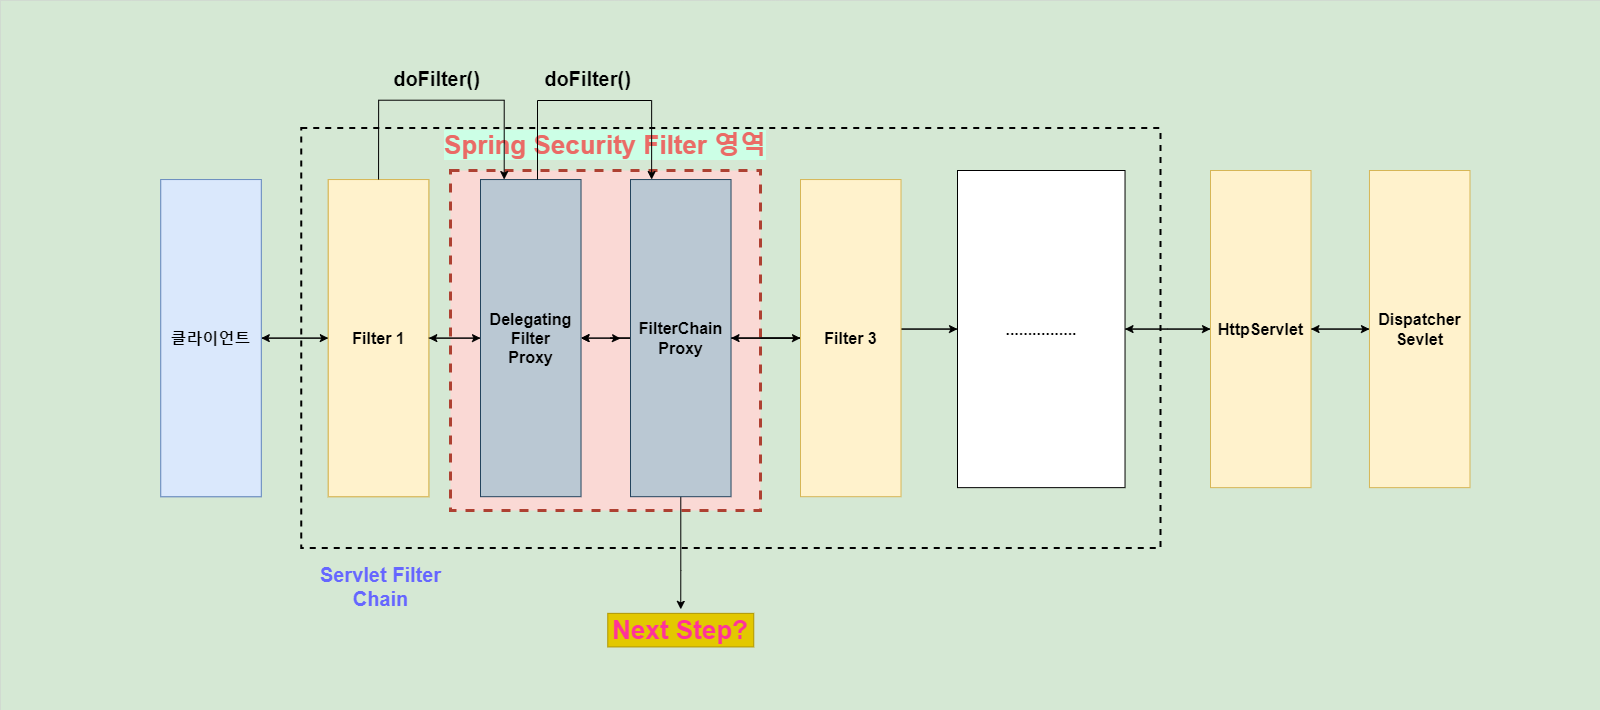 doFilter()
doFilter()
Spring Security Filter 영역
클라이언트
Filter 1
Delegating
Filter
Proxy
FilterChain
Proxy
Filter 3
................
HttpServlet
Dispatcher
Sevlet
Servlet Filter
Chain
Next Step?